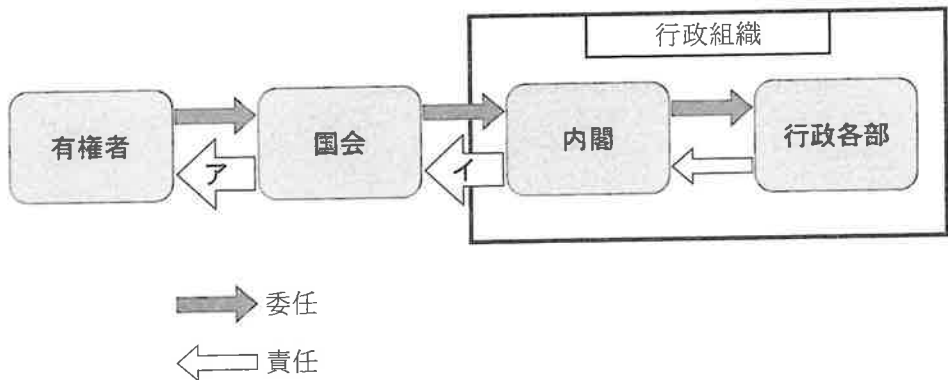 行政組織
有権者
国会
内閣
行政各部
ア
イ
委任
責任